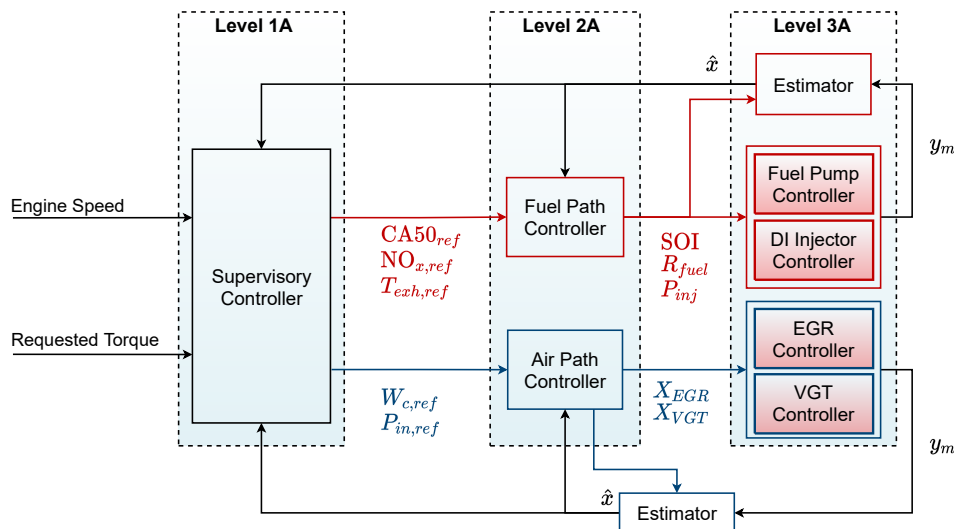 Level 1A
Level 2A
Level 3A
x̂
Estimator
y_m
Engine Speed
Fuel Path
Controller
Fuel Pump
Controller
DI Injector
Controller
CA50_ref
NO_x,ref
T_exh,ref
SOI
R_fuel
P_inj
Supervisory
Controller
Requested Torque
Air Path
Controller
EGR
Controller
VGT
Controller
W_c,ref
P_in,ref
X_EGR
X_VGT
y_m
x̂
Estimator